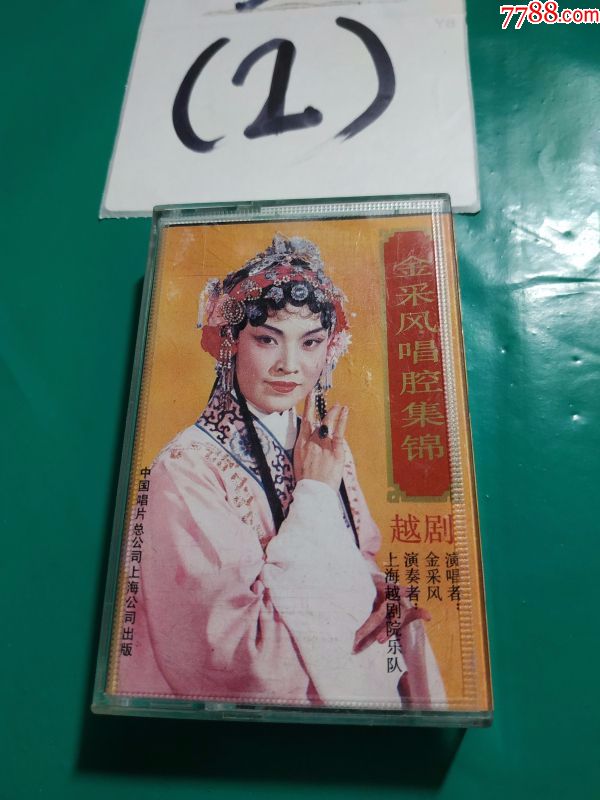 7788.com
(1)
金采风唱腔集锦
越剧
演唱者：
金采风
演奏者：
上海越剧院乐队
中国唱片总公司上海公司出版